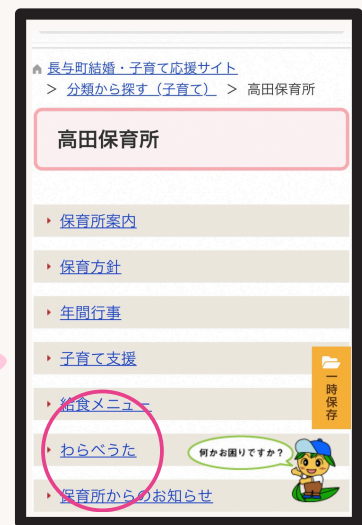 長与町結婚・子育て応援サイト
> 分類から探す(子育て) > 高田保育所
高田保育所
保育所案内
保育方針
年間行事
子育て支援
給食メニュー
わらべうた
保育所からのお知らせ
一時保存
何かお困りですか?